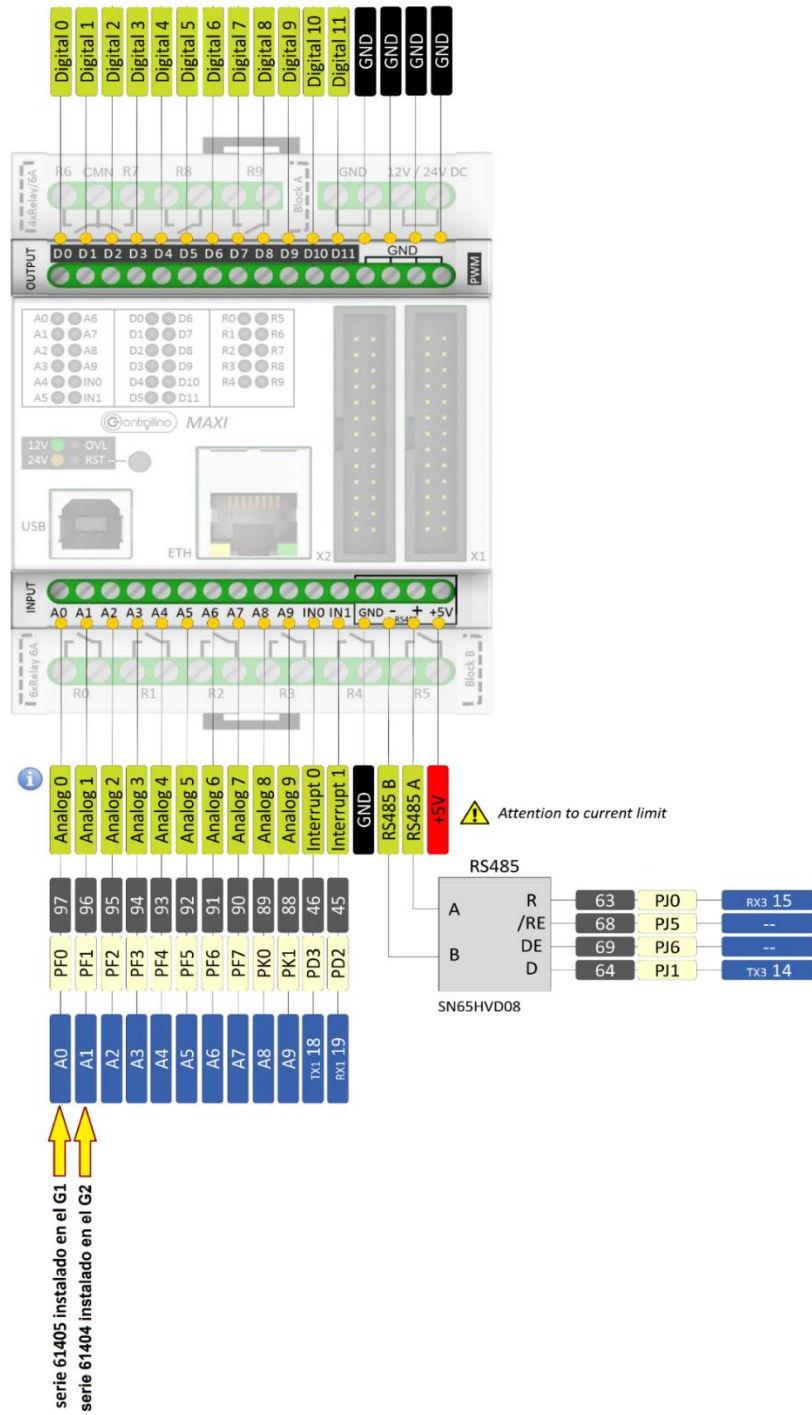 Digital 0
Digital 1
Digital 2
Digital 3
Digital 4
Digital 5
Digital 6
Digital 7
Digital 8
Digital 9
Digital 10
Digital 11
GND
GND
GND
GND
4xRelay/6A
R6 CMN R7 R8 R9
Block A
GND 12V / 24V DC
OUTPUT
D0 D1 D2 D3 D4 D5 D6 D7 D8 D9 D10 D11 GND
PWM
A0 A6 D0 D6 R0 R5
A1 A7 D1 D7 R1 R6
A2 A8 D2 D8 R2 R7
A3 A9 D3 D9 R3 R8
A4 IN0 D4 D10 R4 R9
A5 IN1 D5 D11
Controllino MAXI
12V OVL
24V RST
USB
ETH
X2
X1
INPUT
A0 A1 A2 A3 A4 A5 A6 A7 A8 A9 IN0 IN1 GND - + +5V
RS485
6xRelay 6A
R0 R1 R2 R3 R4 R5
Block B
i
Analog 0
Analog 1
Analog 2
Analog 3
Analog 4
Analog 5
Analog 6
Analog 7
Analog 8
Analog 9
Interrupt 0
Interrupt 1
GND
RS485 B
RS485 A
+5V
Attention to current limit
97 96 95 94 93 92 91 90 89 88 46 45
PF0 PF1 PF2 PF3 PF4 PF5 PF6 PF7 PK0 PK1 PD3 PD2
A0 A1 A2 A3 A4 A5 A6 A7 A8 A9 TX1 18 RX1 19
RS485
A R 63 PJ0 RX3 15
/RE 68 PJ5 --
B DE 69 PJ6 --
D 64 PJ1 TX3 14
SN65HVD08
serie 61405 instalado en el G1
serie 61404 instalado en el G2